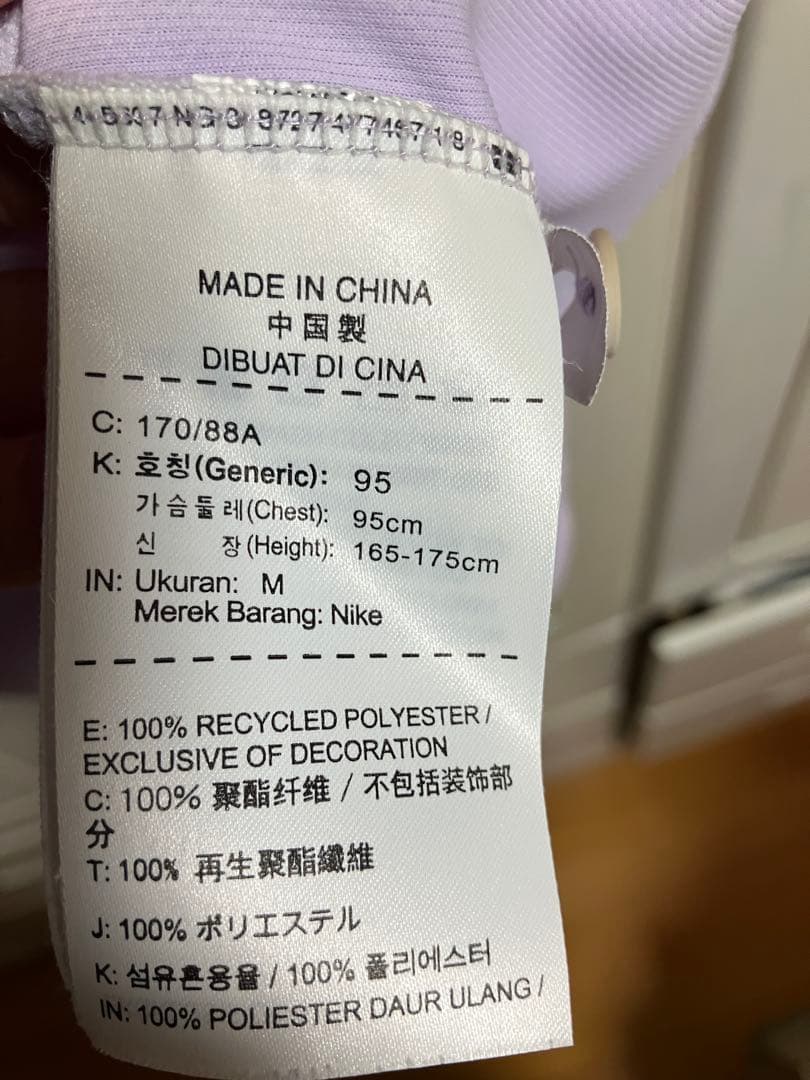 MADE IN CHINA
中国製
DIBUAT DI CINA
C: 170/88A
K: 호칭(Generic): 95
가슴둘레(Chest): 95cm
신 장(Height): 165-175cm
IN: Ukuran: M
Merek Barang: Nike
E: 100% RECYCLED POLYESTER /
EXCLUSIVE OF DECORATION
C: 100% 聚酯纤维 / 不包括装饰部
分
T: 100% 再生聚酯纖維
J: 100% ポリエステル
K: 섬유혼용율 / 100% 폴리에스터
IN: 100% POLIESTER DAUR ULANG /